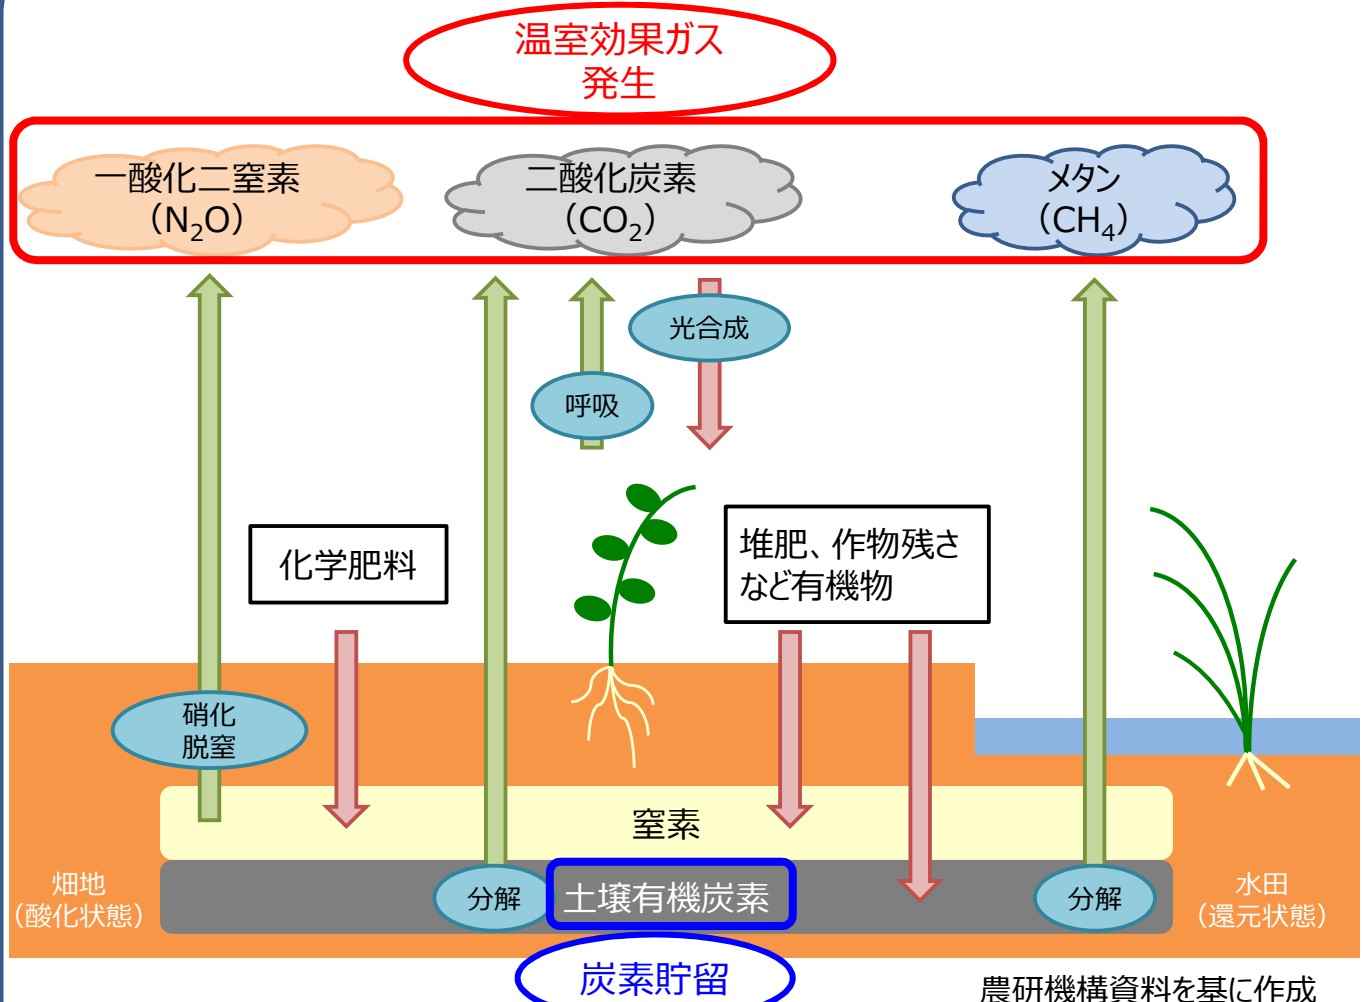 温室効果ガス
発生
一酸化二窒素
（N₂O）
二酸化炭素
（CO₂）
メタン
（CH₄）
光合成
呼吸
化学肥料
堆肥、作物残さ
など有機物
硝化
脱窒
窒素
畑地
（酸化状態）
分解
土壌有機炭素
分解
水田
（還元状態）
炭素貯留
農研機構資料を基に作成